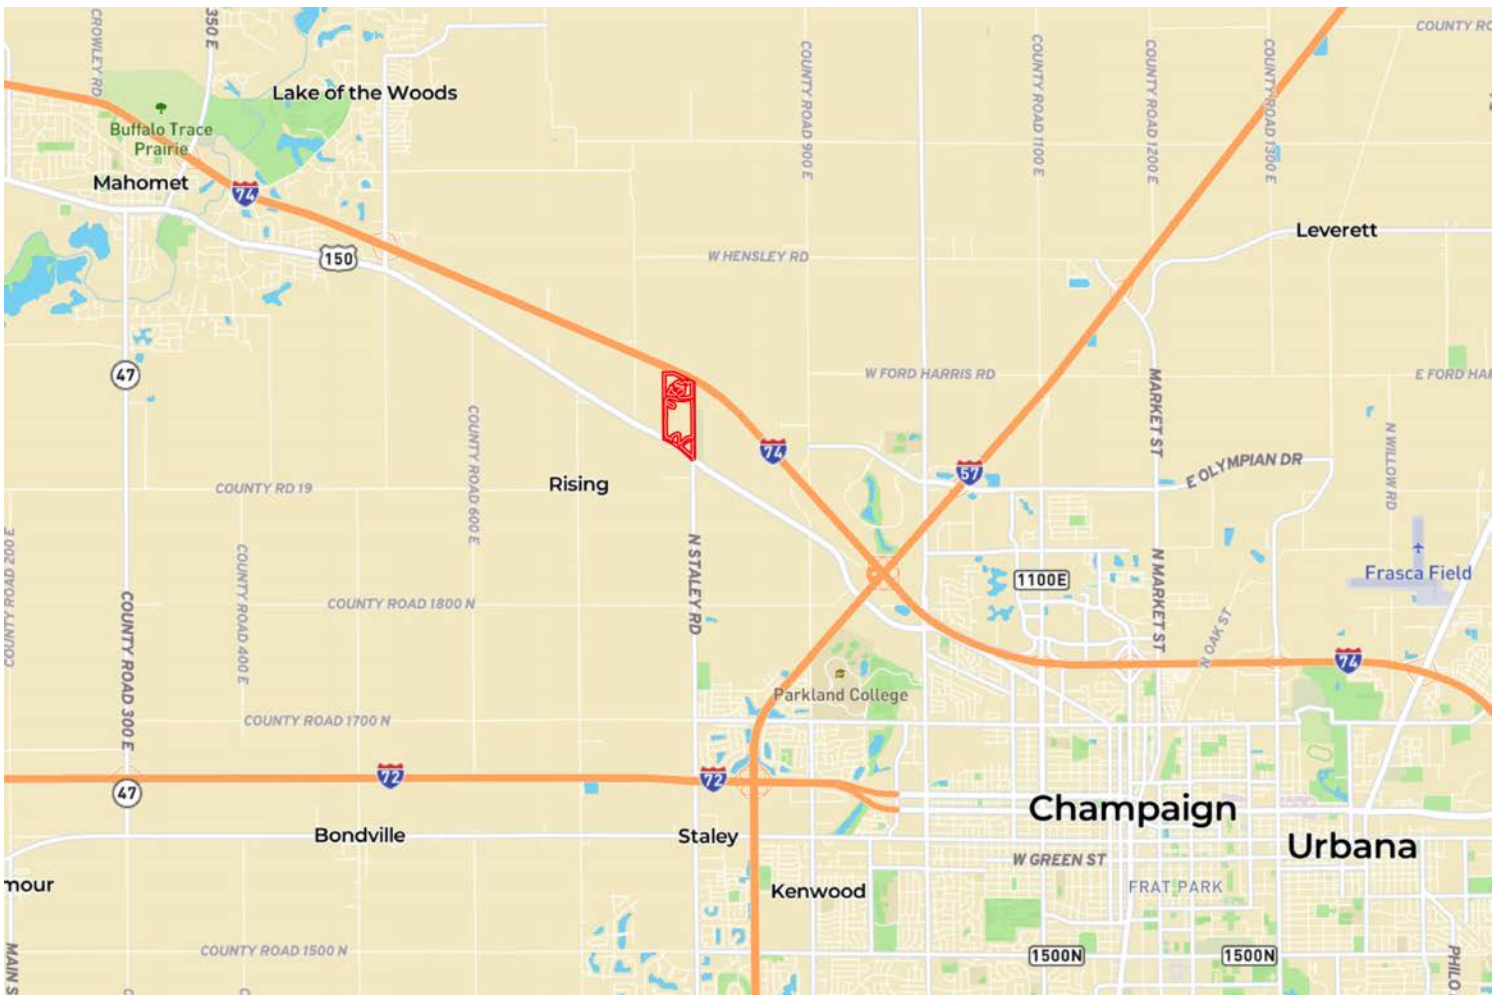 CROWLEY RD
350 E
COUNTY ROAD 900 E
COUNTY ROAD 1100 E
COUNTY ROAD 1200 E
COUNTY ROAD 1300 E
Lake of the Woods
Buffalo Trace
Prairie
Mahomet
74
150
W HENSLEY RD
Leverett
47
W FORD HARRIS RD
MARKET ST
74
57
E OLYMPIAN DR
N WILLOW RD
COUNTY RD 19
COUNTY ROAD 600 E
Rising
COUNTY ROAD 400 E
N STALEY RD
1100E
N MARKET ST
Frasca Field
COUNTY ROAD 300 E
COUNTY ROAD 1800 N
N OAK ST
74
Parkland College
COUNTY ROAD 1700 N
72
72
47
Champaign
Bondville
Staley
Urbana
W GREEN ST
Kenwood
FRAT PARK
COUNTY ROAD 1500 N
1500N
1500N
PHILO
COUNTY ROAD 200 E
MAIN S
mour
E FORD HA
COUNTY RO